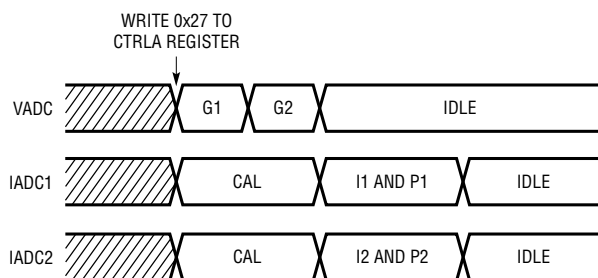 WRITE 0x27 TO
CTRLA REGISTER
VADC G1 G2 IDLE
IADC1 CAL I1 AND P1 IDLE
IADC2 CAL I2 AND P2 IDLE